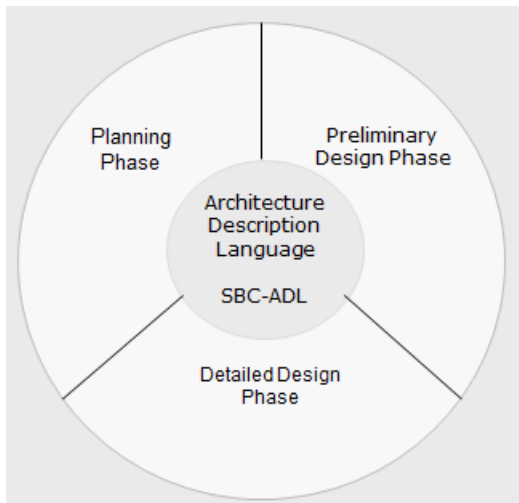 Planning
Phase
Preliminary
Design Phase
Architecture
Description
Language
SBC-ADL
Detailed Design
Phase